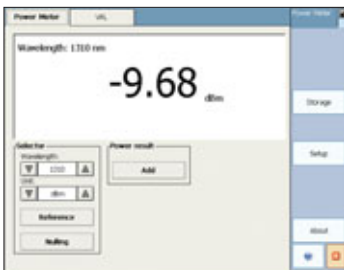 Power Meter
VFL
Power Meter
Wavelength: 1310 nm
-9.68 dBm
Storage
Selector
Power result
Wavelength:
1310
Add
Setup
Unit:
dBm
Reference
Nulling
About